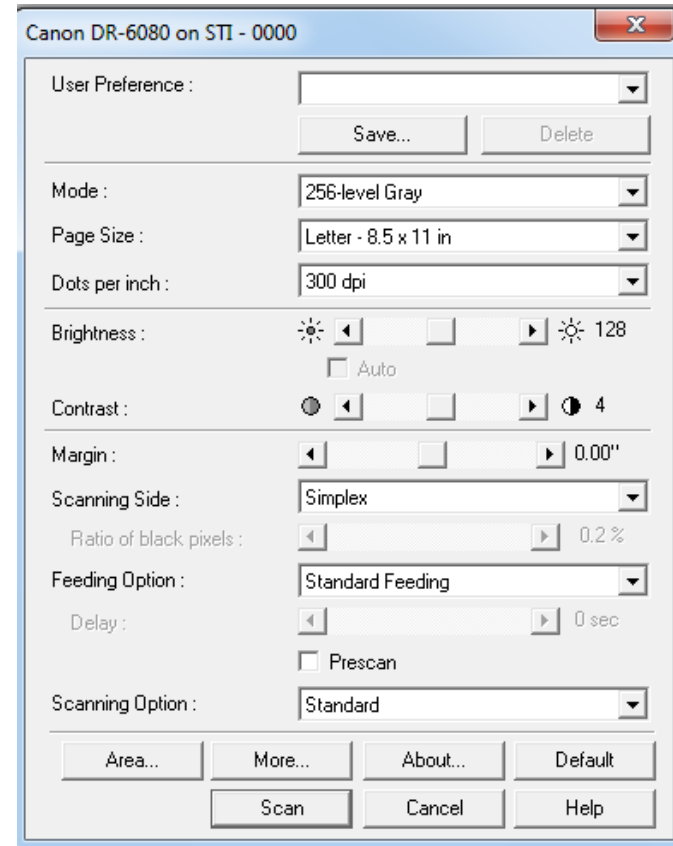 Canon DR-6080 on STI - 0000
User Preference :
Save... Delete
Mode : 256-level Gray
Page Size : Letter - 8.5 x 11 in
Dots per inch : 300 dpi
Brightness : 128
Auto
Contrast : 4
Margin : 0.00"
Scanning Side : Simplex
Ratio of black pixels : 0.2 %
Feeding Option : Standard Feeding
Delay : 0 sec
Prescan
Scanning Option : Standard
Area... More... About... Default
Scan Cancel Help